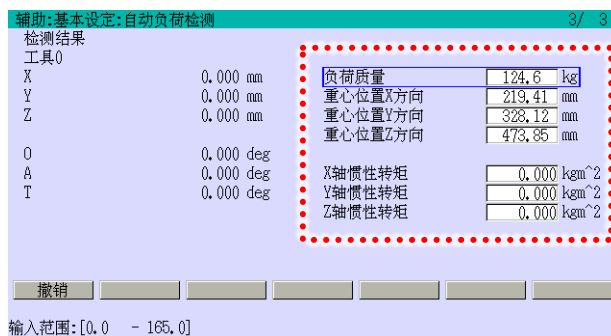 辅助:基本设定:自动负荷检测 3/ 3
检测结果
工具0
X 0.000 mm 负荷质量 124.6 kg
Y 0.000 mm 重心位置X方向 219.41 mm
Z 0.000 mm 重心位置Y方向 328.12 mm
重心位置Z方向 473.85 mm
O 0.000 deg
A 0.000 deg X轴惯性转矩 0.000 kgm^2
T 0.000 deg Y轴惯性转矩 0.000 kgm^2
Z轴惯性转矩 0.000 kgm^2
撤销
输入范围:[0.0 - 165.0]